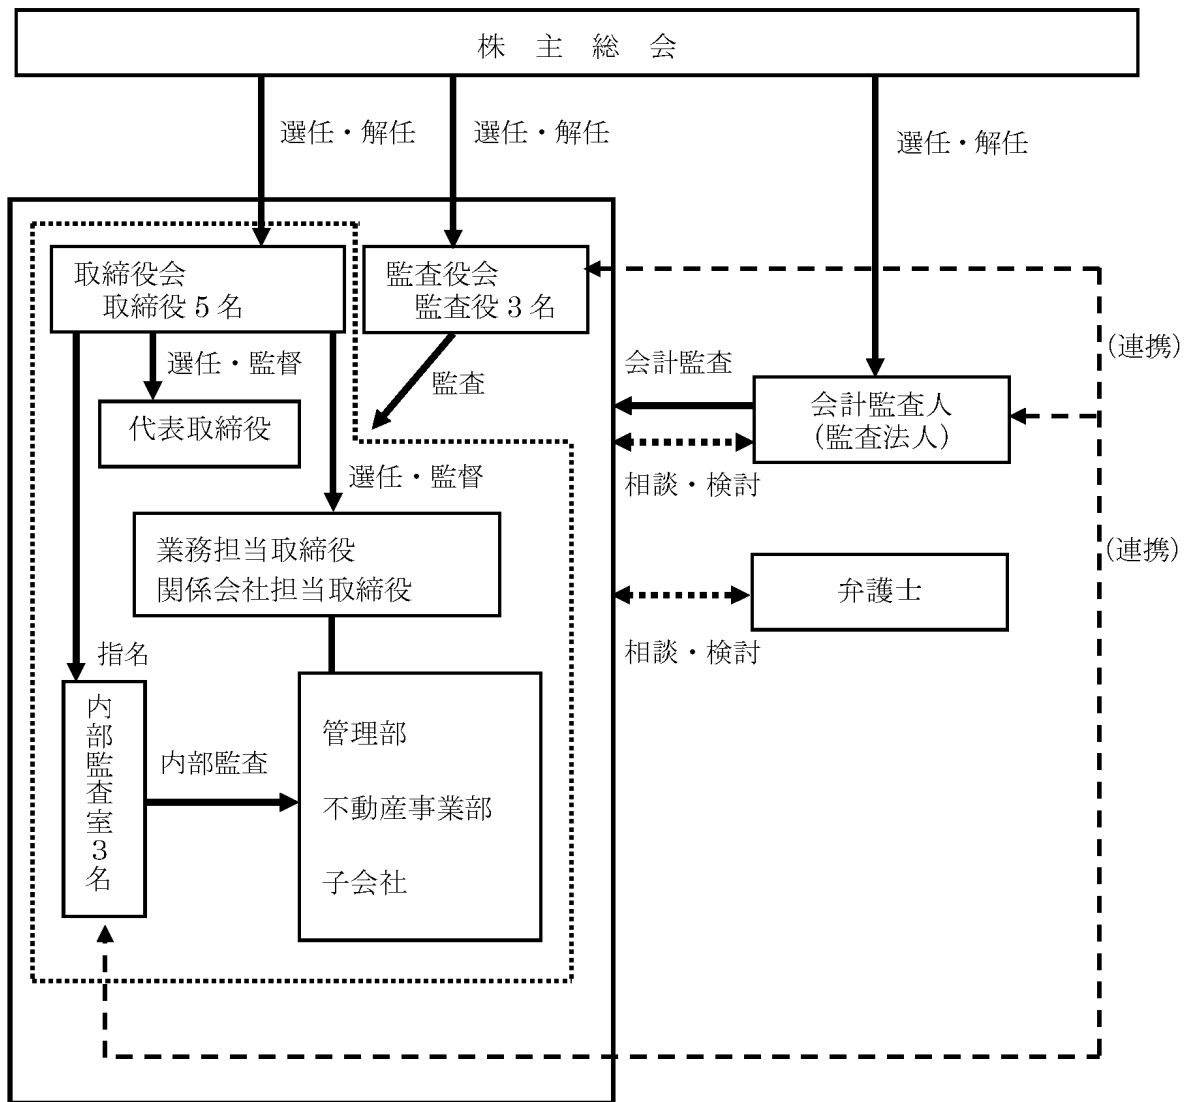 株 主 総 会
選任・解任
選任・解任
選任・解任
取締役会
取締役5名
監査役会
監査役3名
(連携)
選任・監督
監査
会計監査
会計監査人
(監査法人)
代表取締役
選任・監督
相談・検討
業務担当取締役
関係会社担当取締役
(連携)
弁護士
相談・検討
指名
内部監査室3名
内部監査
管理部
不動産事業部
子会社